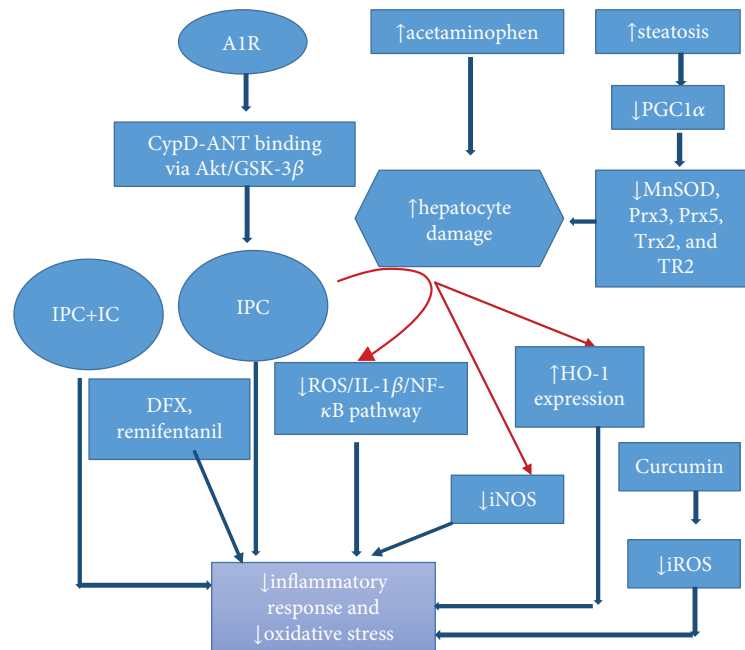 A1R
↑acetaminophen
↑steatosis
CypD-ANT binding
via Akt/GSK-3β
↓PGC1α
↑hepatocyte
damage
↓MnSOD,
Prx3, Prx5,
Trx2, and
TR2
IPC+IC
IPC
DFX,
remifentanil
↓ROS/IL-1β/NF-
κB pathway
↑HO-1
expression
↓iNOS
Curcumin
↓iROS
↓inflammatory
response and
↓oxidative stress